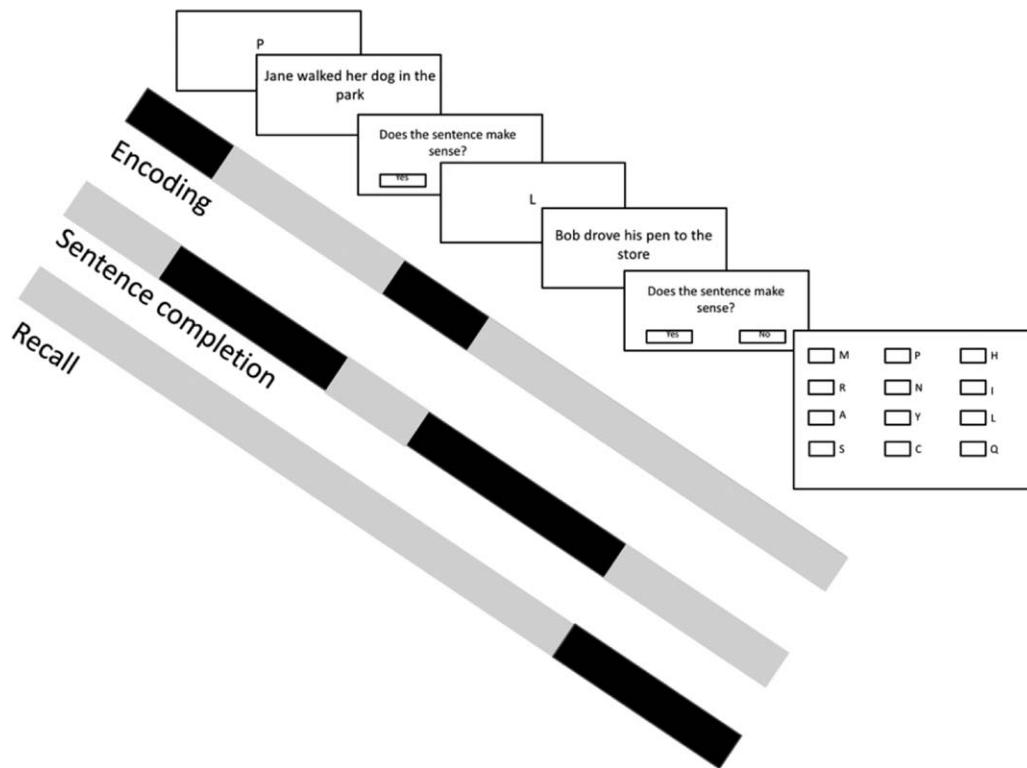 P
Jane walked her dog in the
park
Does the sentence make
sense?
Yes
L
Bob drove his pen to the
store
Does the sentence make
sense?
Yes No
M P H
R N I
A Y L
S C Q
Encoding
Sentence completion
Recall